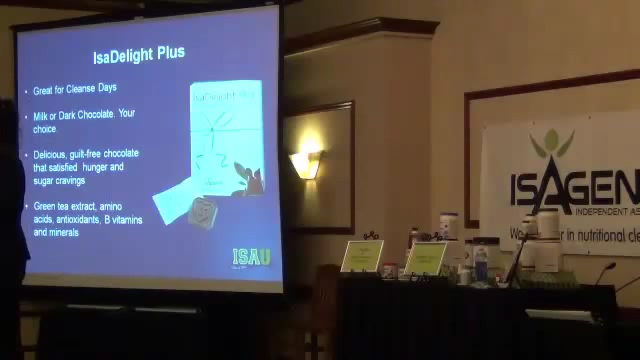 IsaDelight Plus
• Great for Cleanse Days
• Milk or Dark Chocolate. Your
choice.
• Delicious, guilt-free chocolate
that satisfied hunger and
sugar cravings
• Green tea extract, amino
acids, antioxidants, B vitamins
and minerals
IsaDelight Plus
ISAU
ISAGEN
INDEPENDENT AS
in nutritional cle